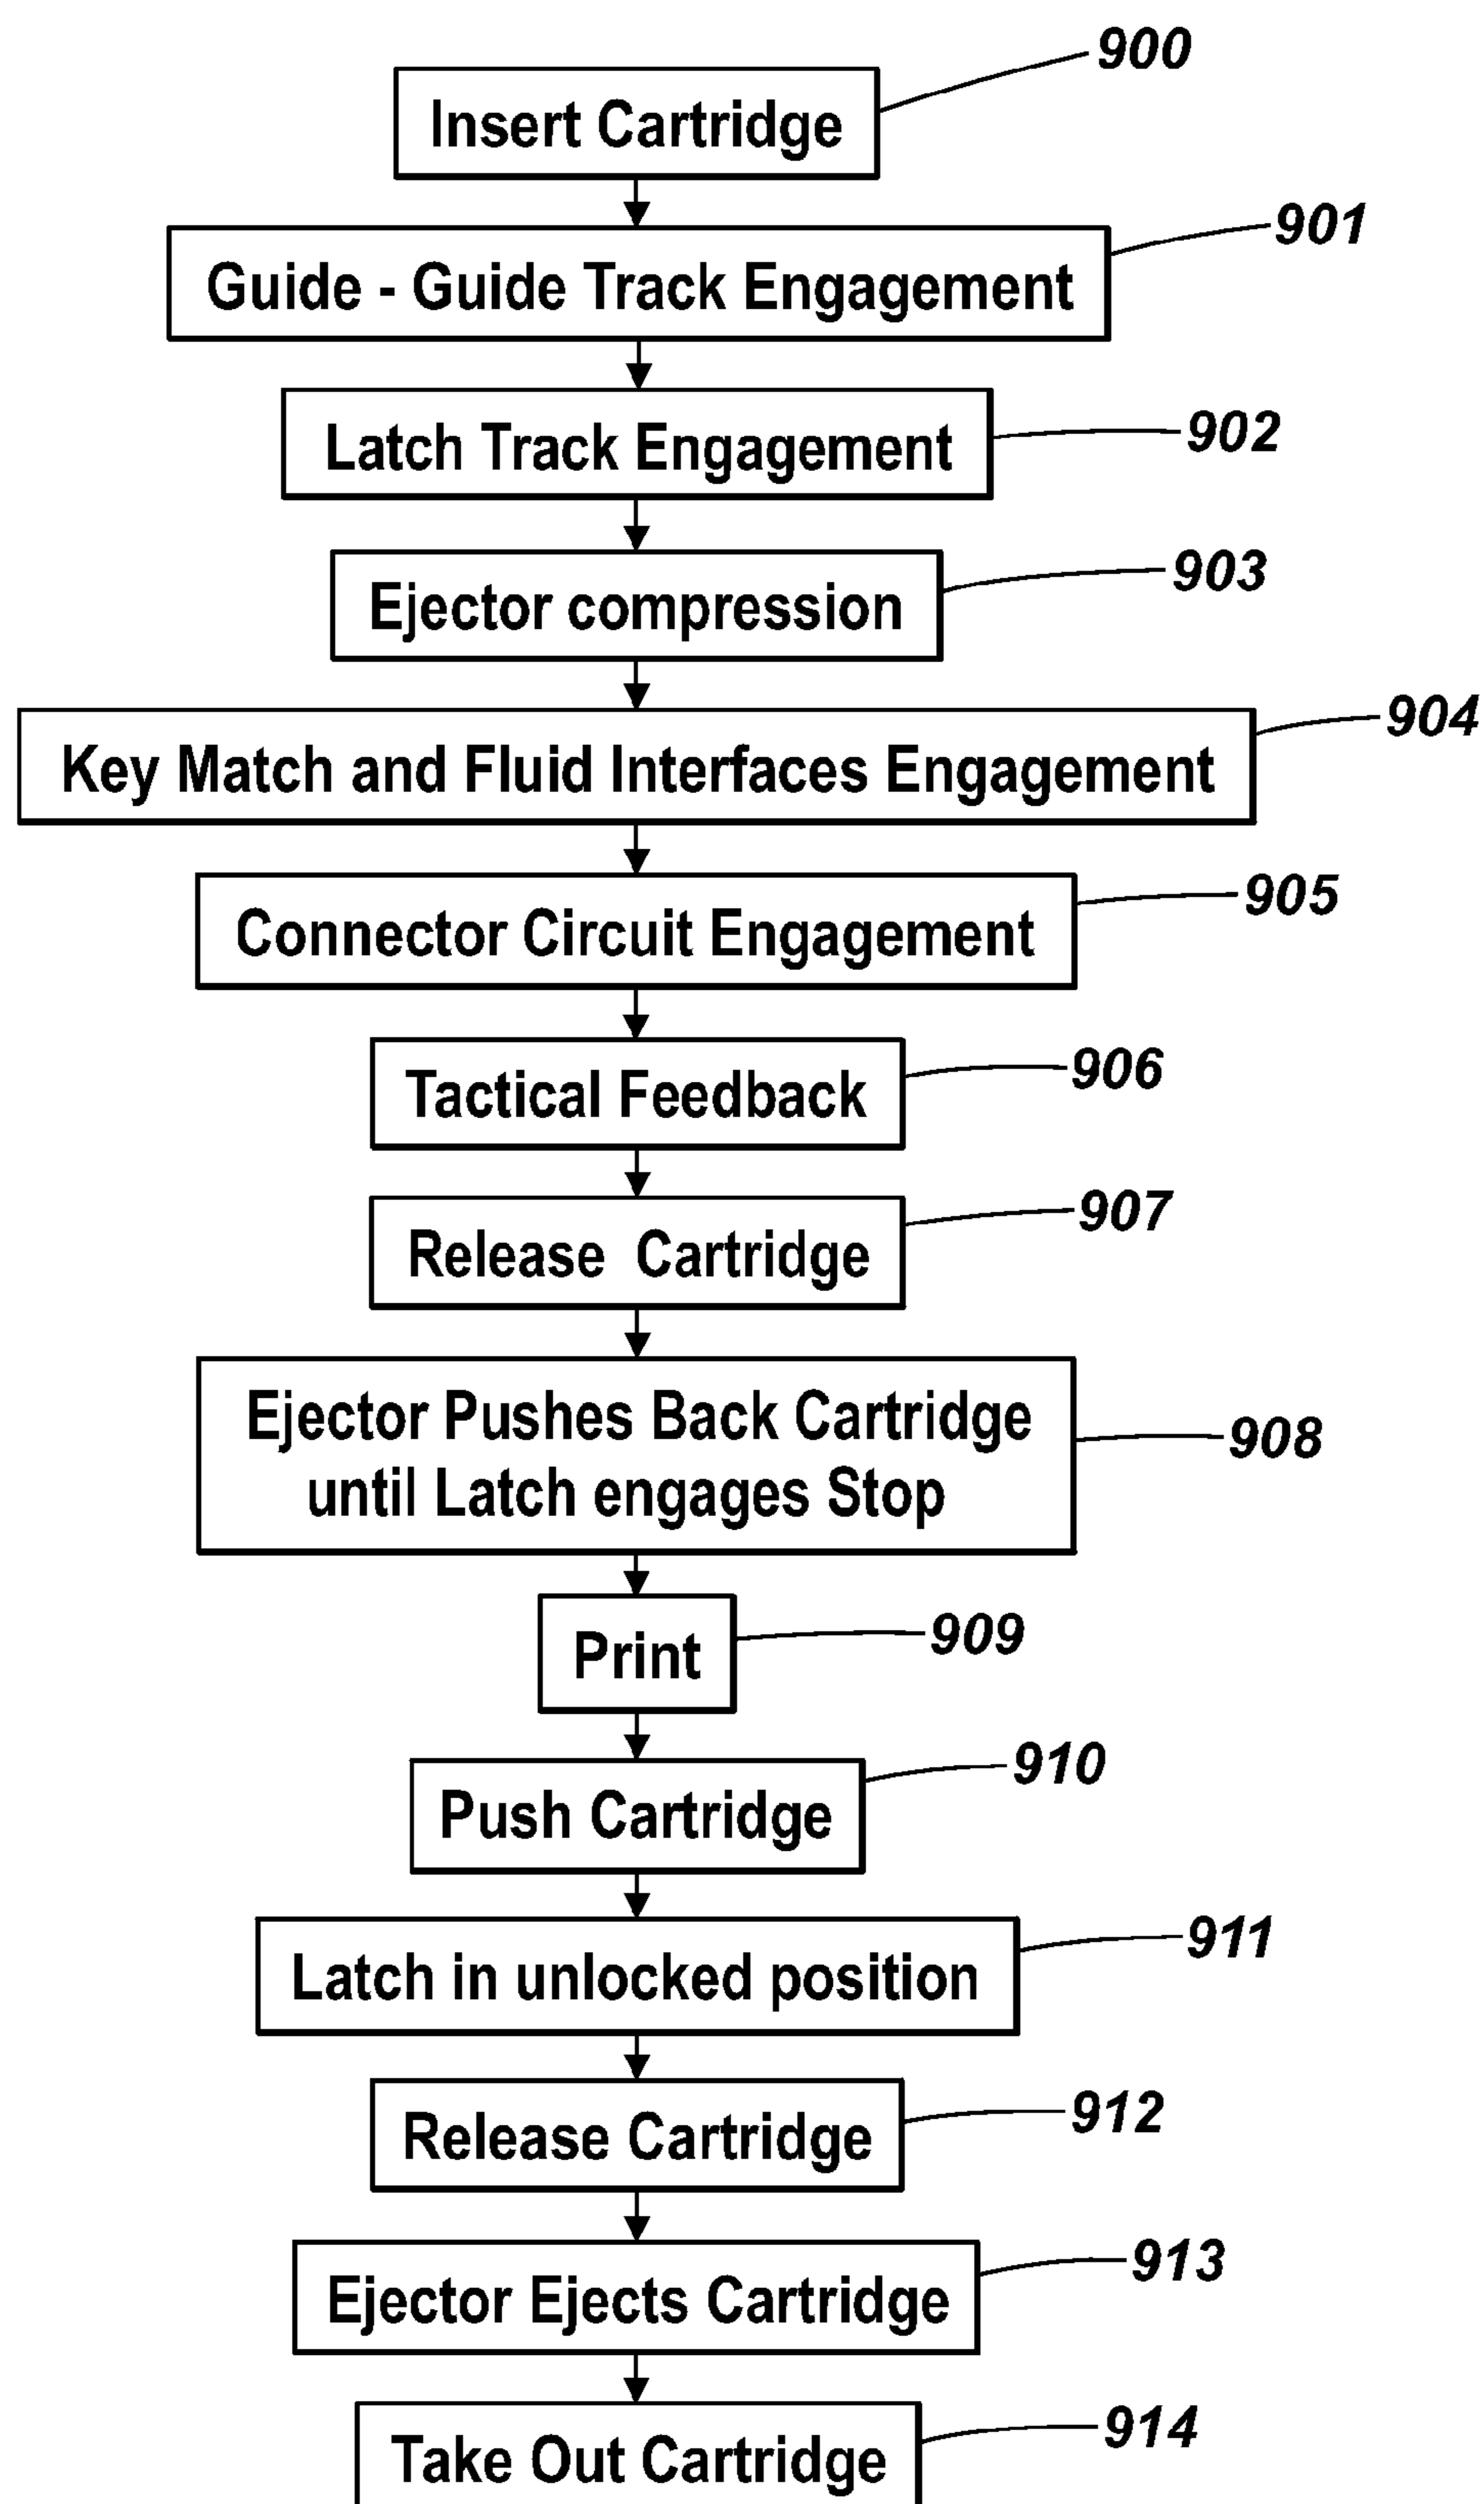 900
Insert Cartridge
901
Guide - Guide Track Engagement
902
Latch Track Engagement
903
Ejector compression
904
Key Match and Fluid Interfaces Engagement
905
Connector Circuit Engagement
906
Tactical Feedback
907
Release Cartridge
Ejector Pushes Back Cartridge
908
until Latch engages Stop
909
Print
910
Push Cartridge
911
Latch in unlocked position
912
Release Cartridge
913
Ejector Ejects Cartridge
914
Take Out Cartridge